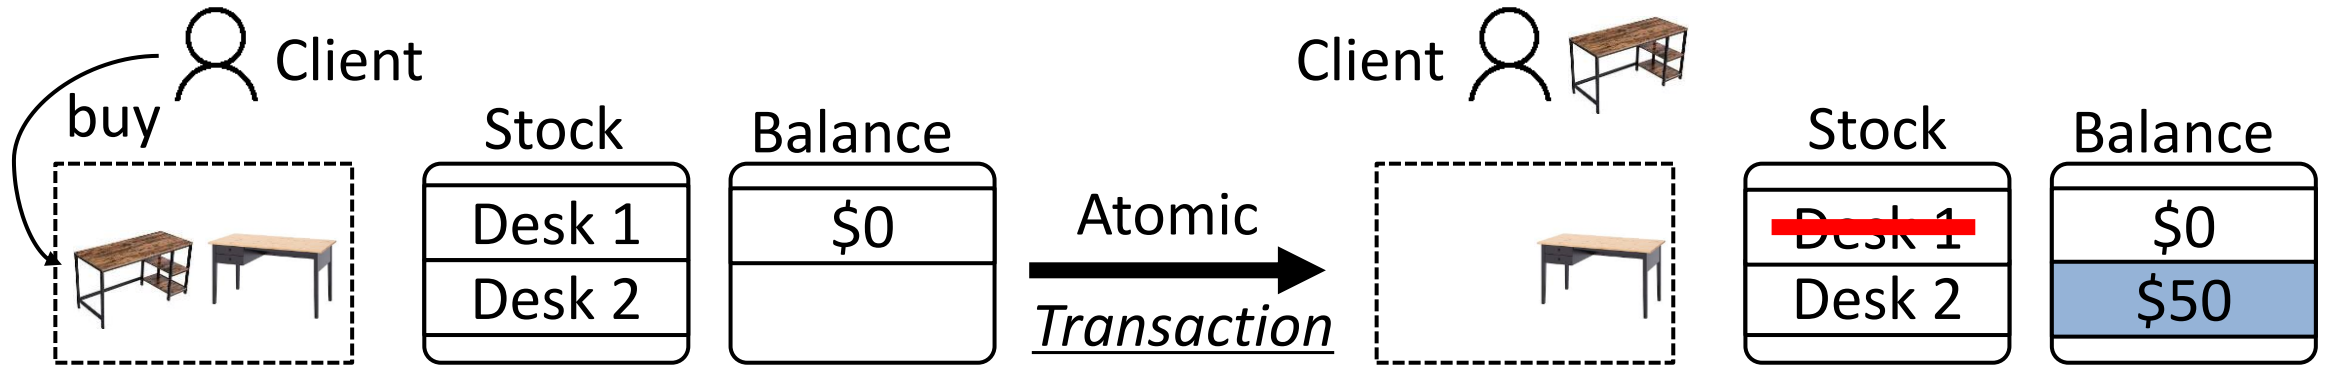 Client
buy
Stock
Balance
Desk 1
$0
Desk 2
Atomic
Transaction
Client
Stock
Balance
Desk 1
$0
Desk 2
$50